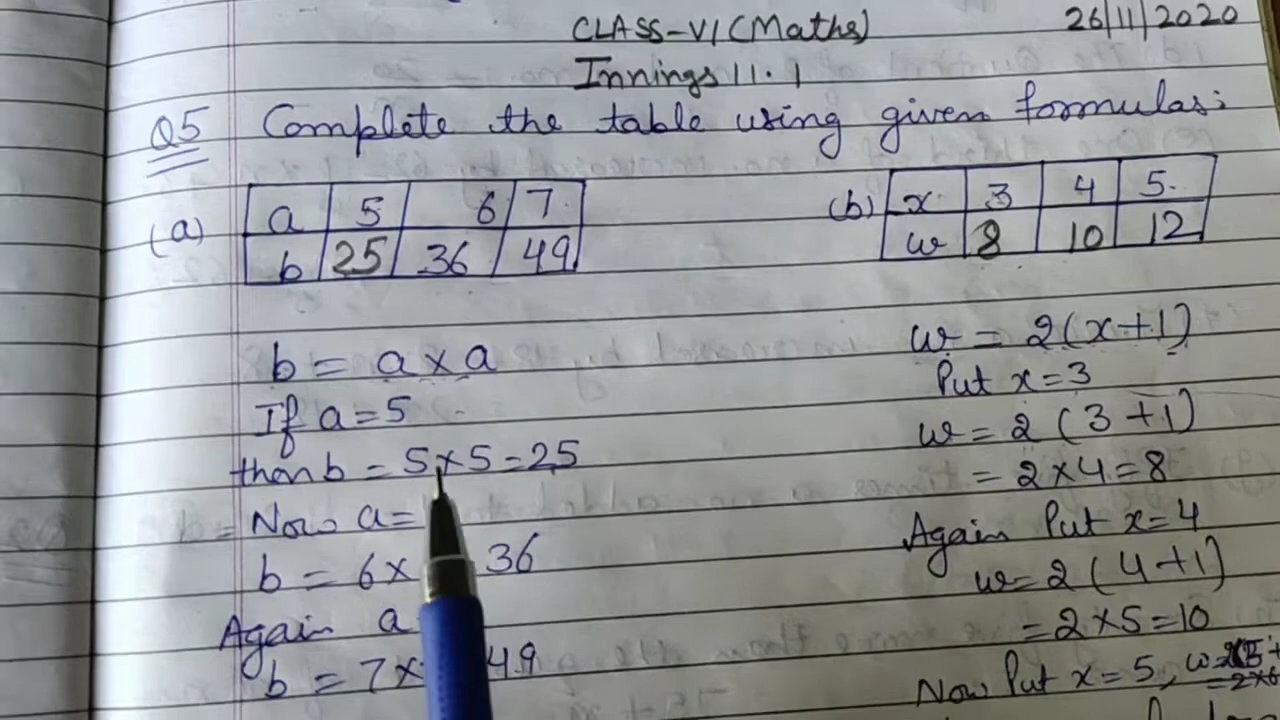 CLASS-VI (Maths)
26/11/2020
Innings 11.1
Q5 Complete the table using given formulas:
(a)
a 5 6 7
b 25 36 49
b = a × a
If a = 5
then b = 5 × 5 = 25
Now a =
b = 6 × 36
Again a
b = 7 × 49
(b)
x 3 4 5
w 8 10 12
w = 2(x+1)
Put x = 3
w = 2 (3 + 1)
= 2 × 4 = 8
Again Put x = 4
w = 2 (4+1)
= 2 × 5 = 10
Now Put x = 5,
= 2×6